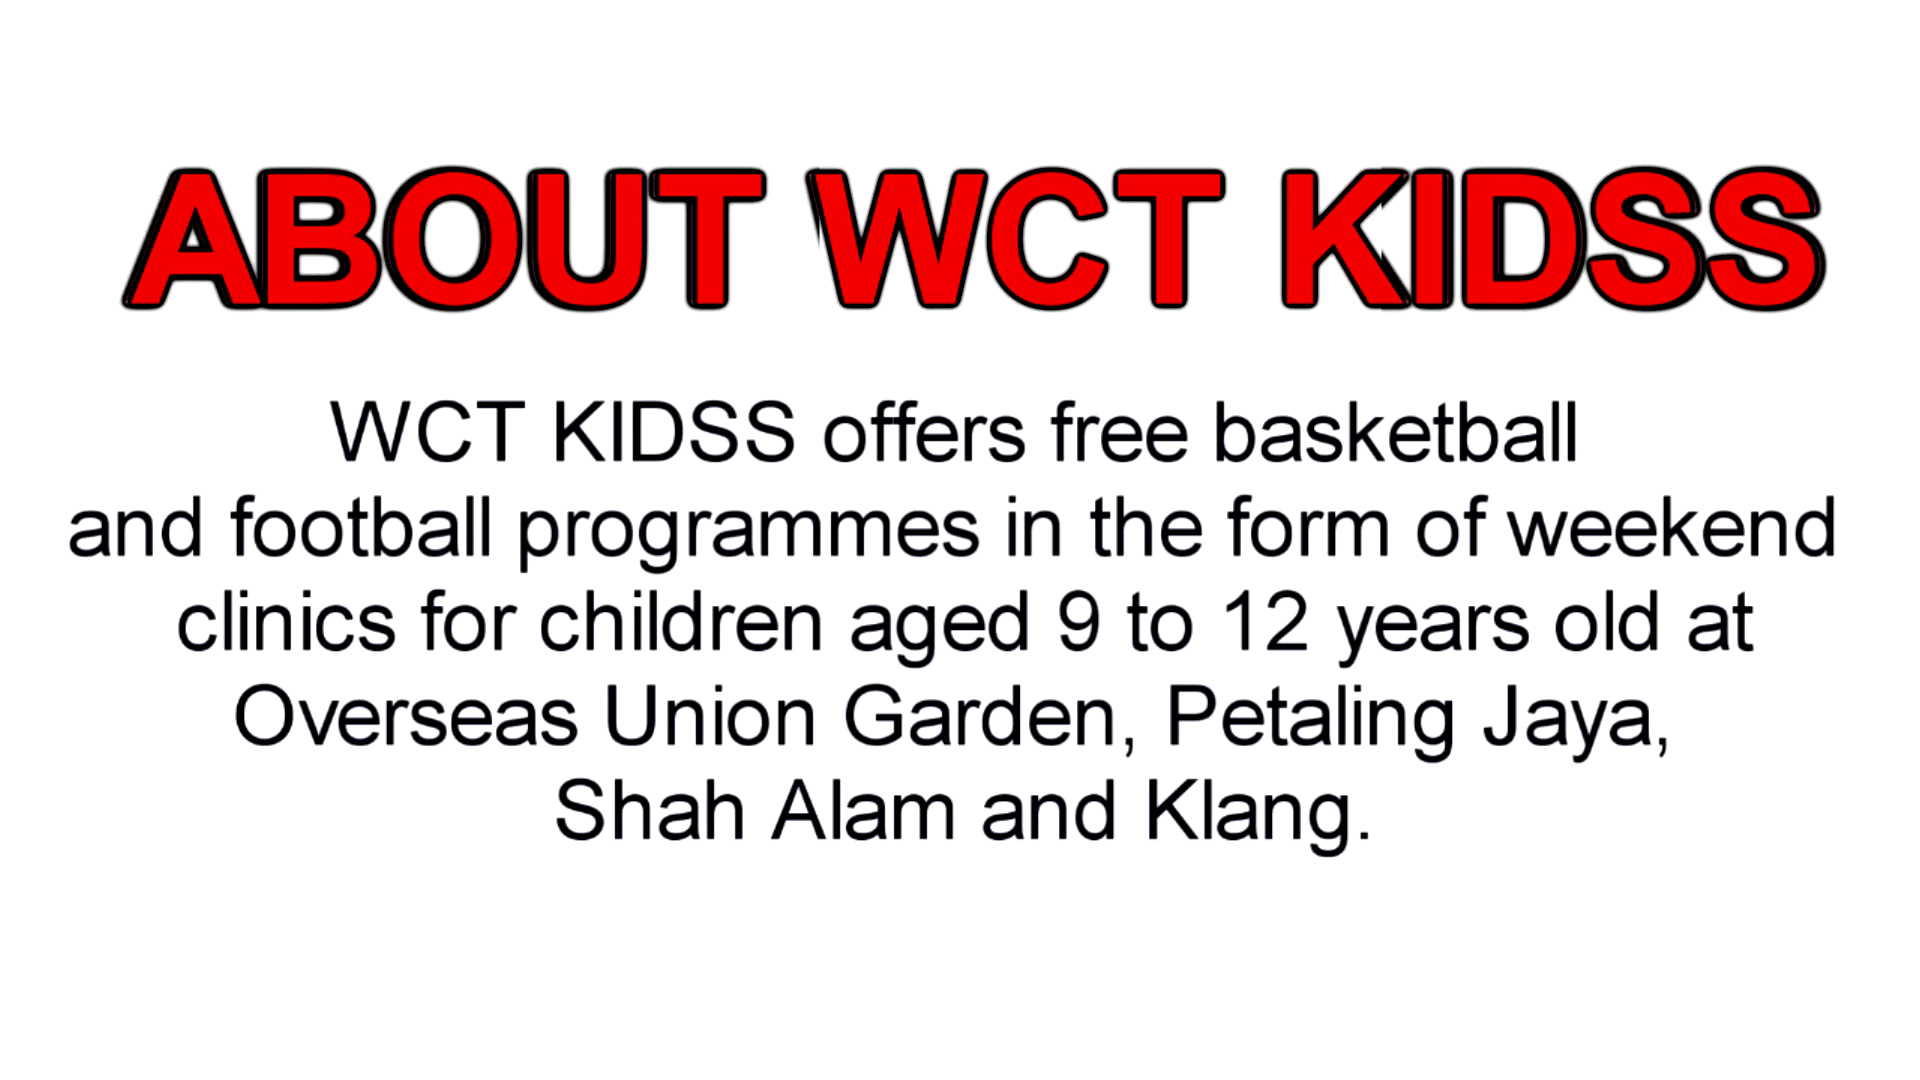 ABOUT WCT KIDSS
WCT KIDSS offers free basketball
and football programmes in the form of weekend
clinics for children aged 9 to 12 years old at
Overseas Union Garden, Petaling Jaya,
Shah Alam and Klang.